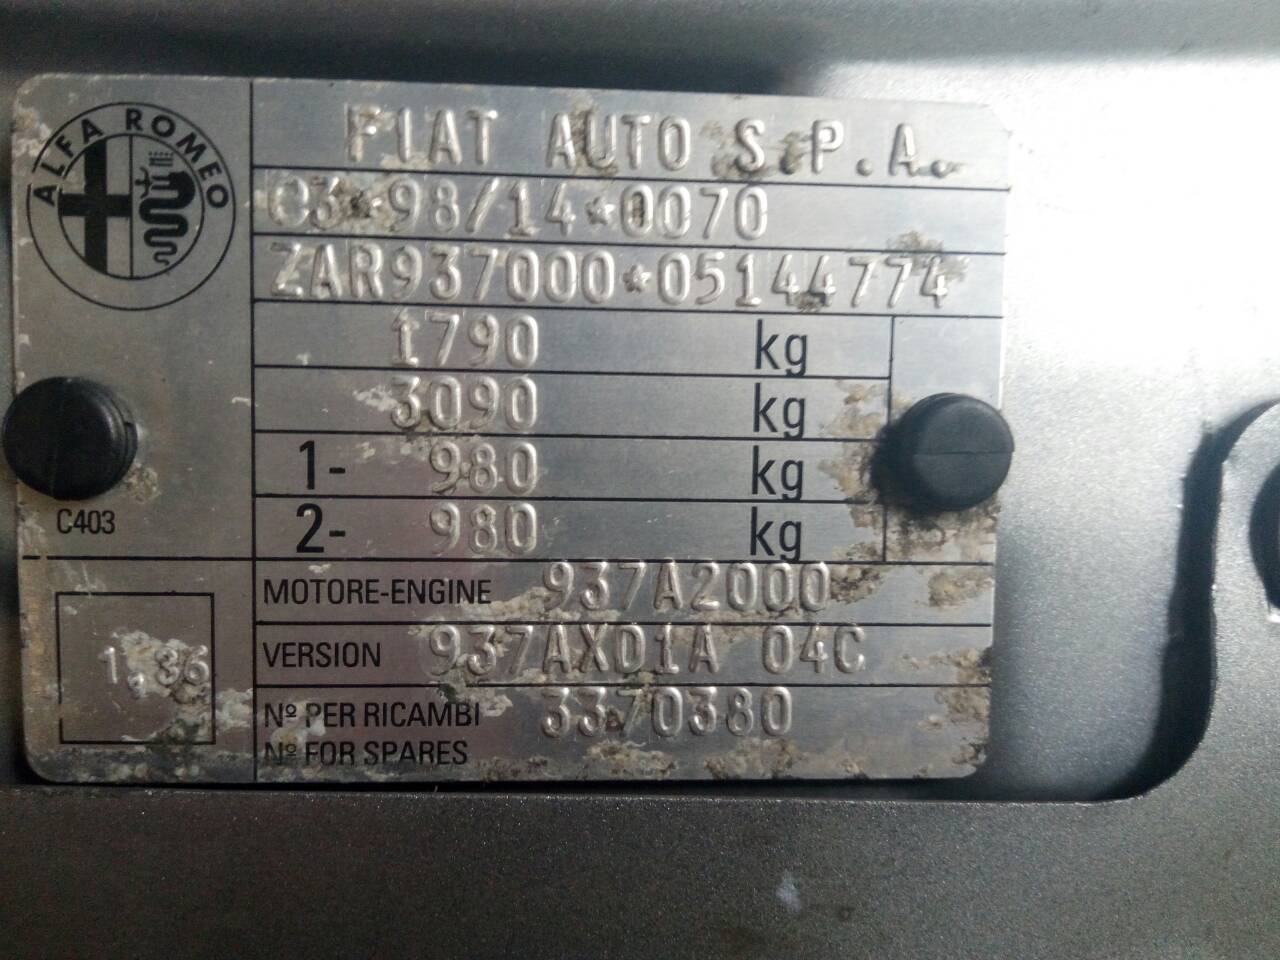 ALFA ROMEO
FIAT AUTO S.P.A.
C3*98/14*0070
ZAR937000*05144774
1790 kg
3090 kg
1- 980 kg
2- 980 kg
C403
MOTORE-ENGINE 937A2000
VERSION 937AXD1A 04C
1,36
Nº PER RICAMBI 3370380
Nº FOR SPARES